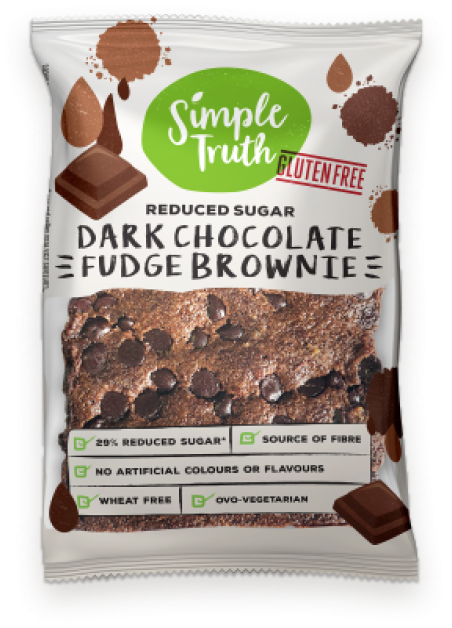 Simple
Truth
GLUTEN FREE
REDUCED SUGAR
DARK CHOCOLATE
FUDGE BROWNIE
29% REDUCED SUGAR*
SOURCE OF FIBRE
NO ARTIFICIAL COLOURS OR FLAVOURS
WHEAT FREE
OVO-VEGETARIAN